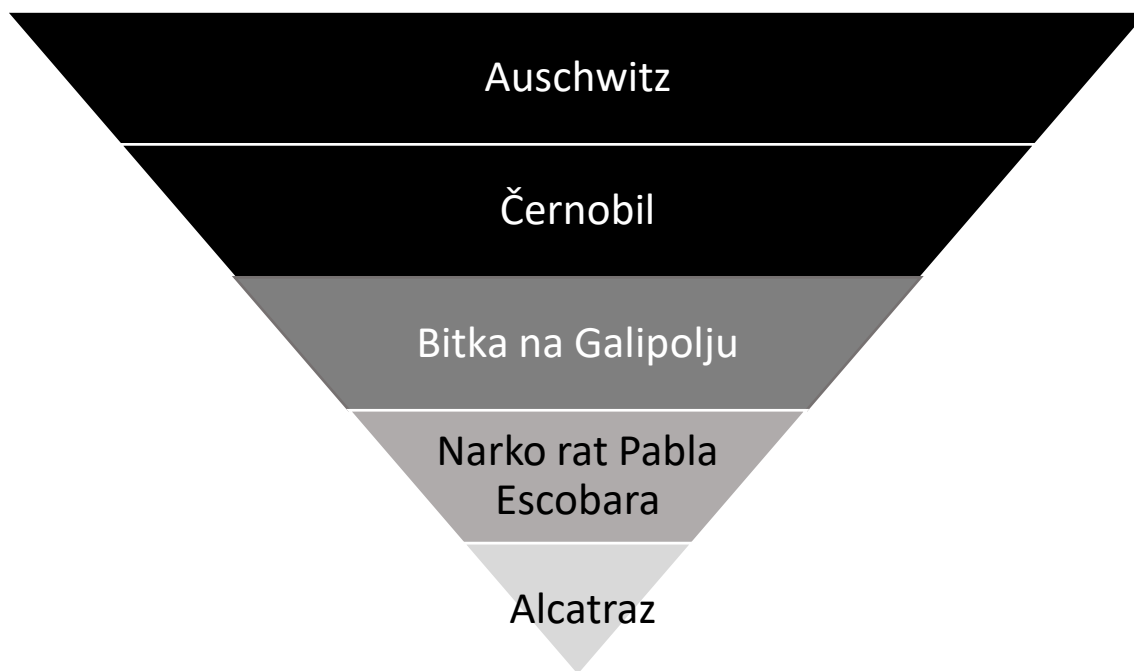 Auschwitz
Černobil
Bitka na Galipolju
Narko rat Pabla
Escobara
Alcatraz